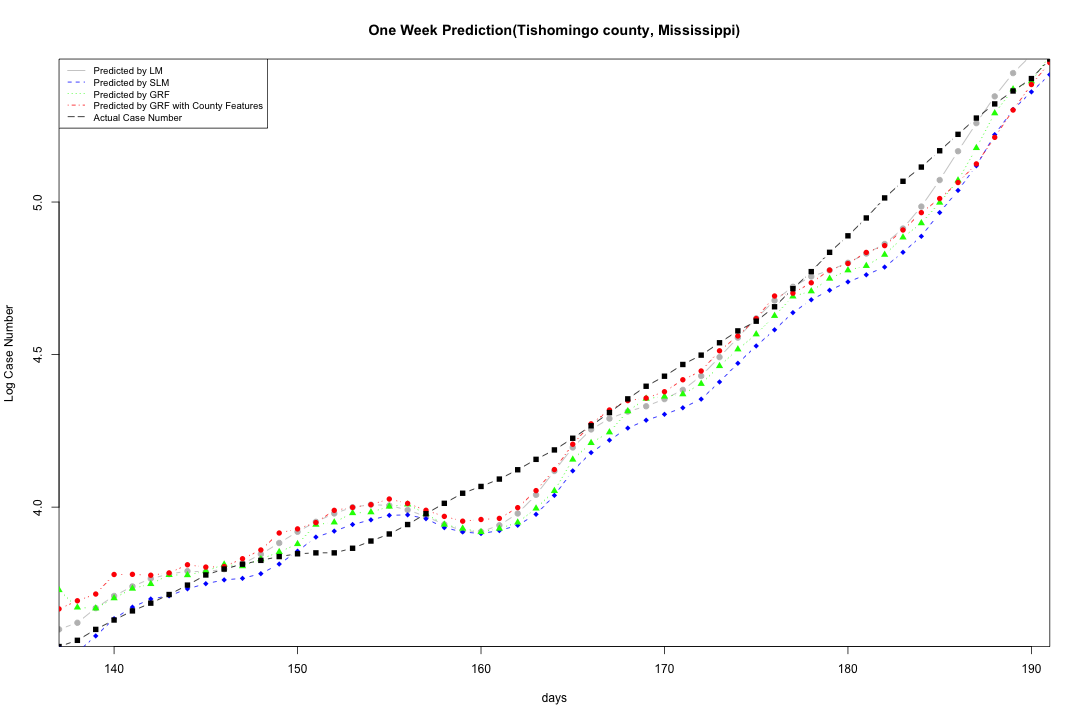 One Week Prediction(Tishomingo county, Mississippi)
Predicted by LM
Predicted by SLM
Predicted by GRF
Predicted by GRF with County Features
Actual Case Number
5.0
4.5
4.0
Log Case Number
140 150 160 170 180 190
days